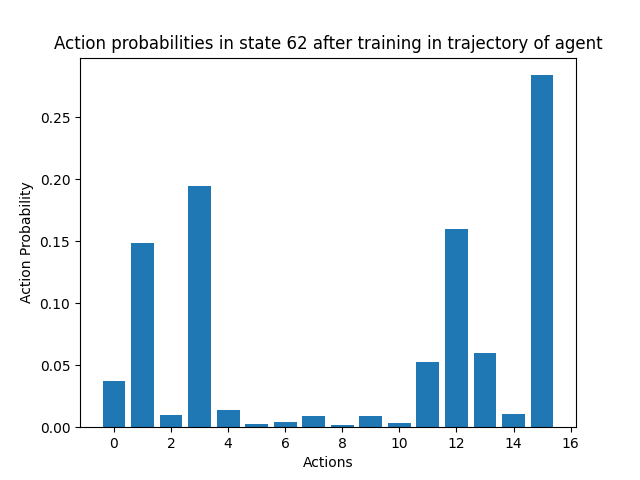 Action probabilities in state 62 after training in trajectory of agent
0.25
0.20
0.15
0.10
0.05
0.00
Action Probability
0 2 4 6 8 10 12 14 16
Actions